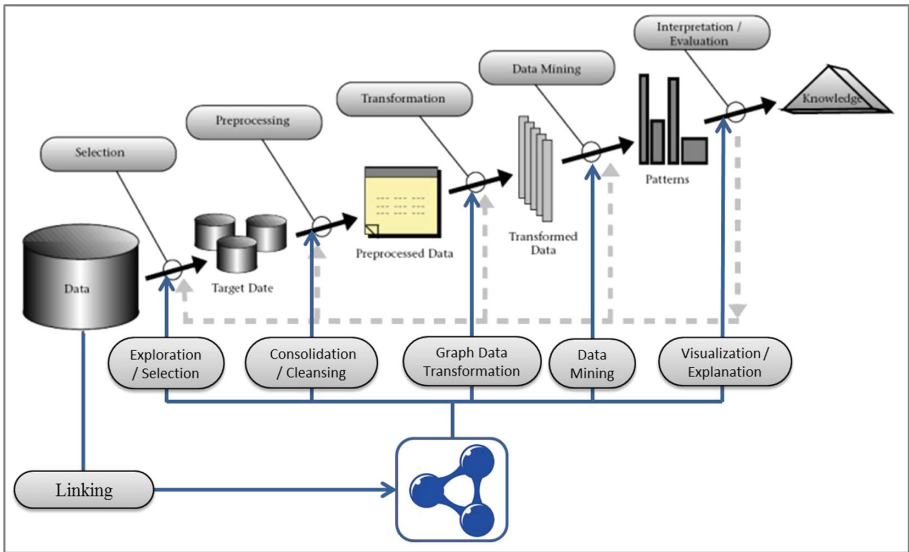 Interpretation /
Evaluation
Data Mining
Transformation
Preprocessing
Selection
Knowledge
Patterns
Transformed
Data
Preprocessed Data
Target Date
Data
Exploration
/ Selection
Consolidation
/ Cleansing
Graph Data
Transformation
Data
Mining
Visualization /
Explanation
Linking